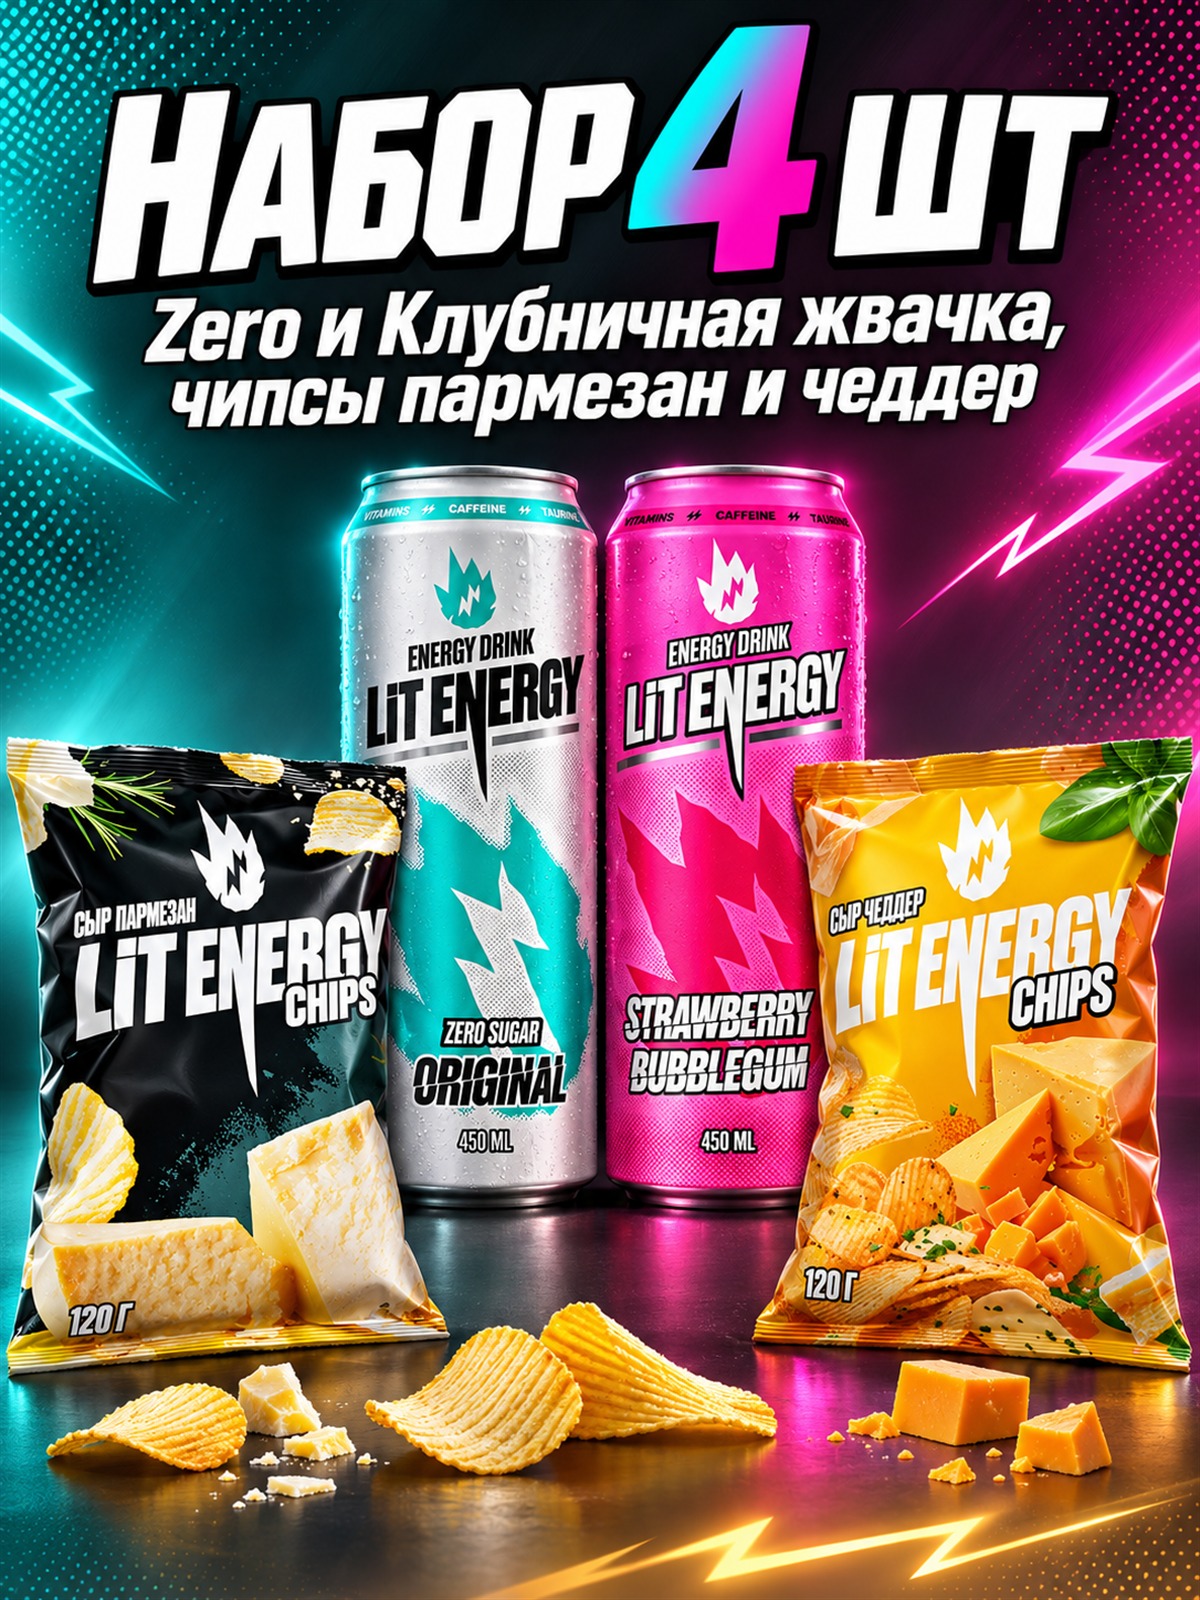 НАБОР 4 ШТ
Zero и Клубничная жвачка,
чипсы пармезан и чеддер
VITAMINS CAFFEINE TAURINE
ENERGY DRINK
LIT ENERGY
ZERO SUGAR
ORIGINAL
450 ML
VITAMINS CAFFEINE TAURINE
ENERGY DRINK
LIT ENERGY
STRAWBERRY
BUBBLEGUM
450 ML
СЫР ПАРМЕЗАН
LIT ENERGY
CHIPS
120 Г
СЫР ЧЕДДЕР
LIT ENERGY
CHIPS
120 Г